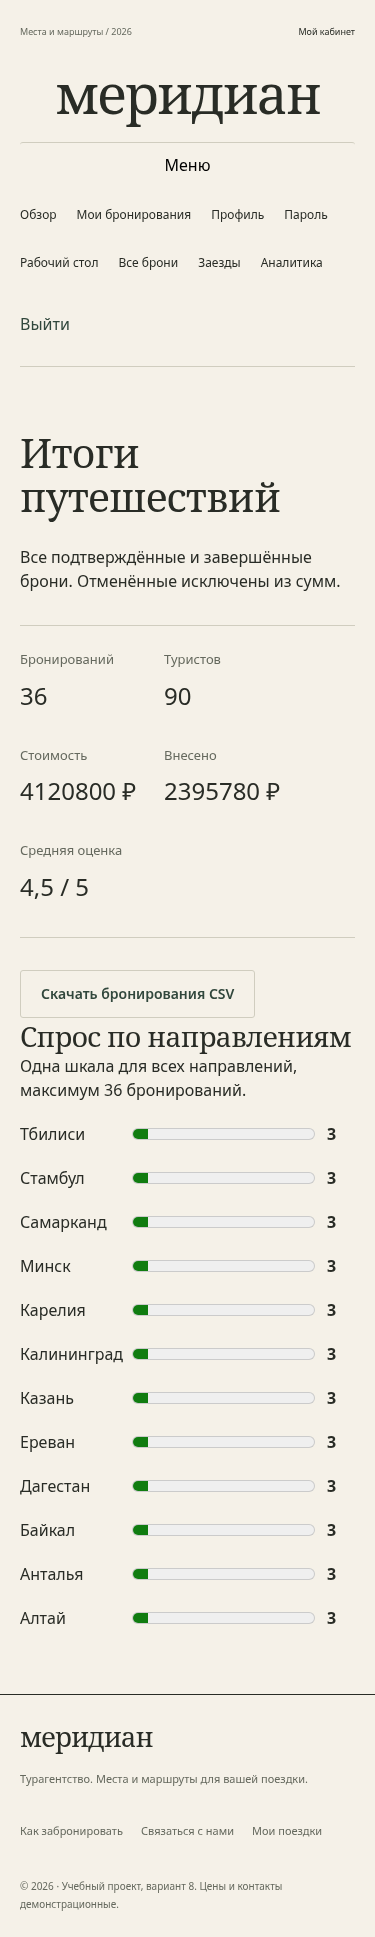 Места и маршруты / 2026 Мой кабинет
меридиан
Меню
Обзор Мои бронирования Профиль Пароль
Рабочий стол Все брони Заезды Аналитика
Выйти
Итоги
путешествий
Все подтверждённые и завершённые
брони. Отменённые исключены из сумм.
Бронирований Туристов
36 90
Стоимость Внесено
4120800 ₽ 2395780 ₽
Средняя оценка
4,5 / 5
Скачать бронирования CSV
Спрос по направлениям
Одна шкала для всех направлений,
максимум 36 бронирований.
Тбилиси 3
Стамбул 3
Самарканд 3
Минск 3
Карелия 3
Калининград 3
Казань 3
Ереван 3
Дагестан 3
Байкал 3
Анталья 3
Алтай 3
меридиан
Турагентство. Места и маршруты для вашей поездки.
Как забронировать Связаться с нами Мои поездки
© 2026 · Учебный проект, вариант 8. Цены и контакты
демонстрационные.